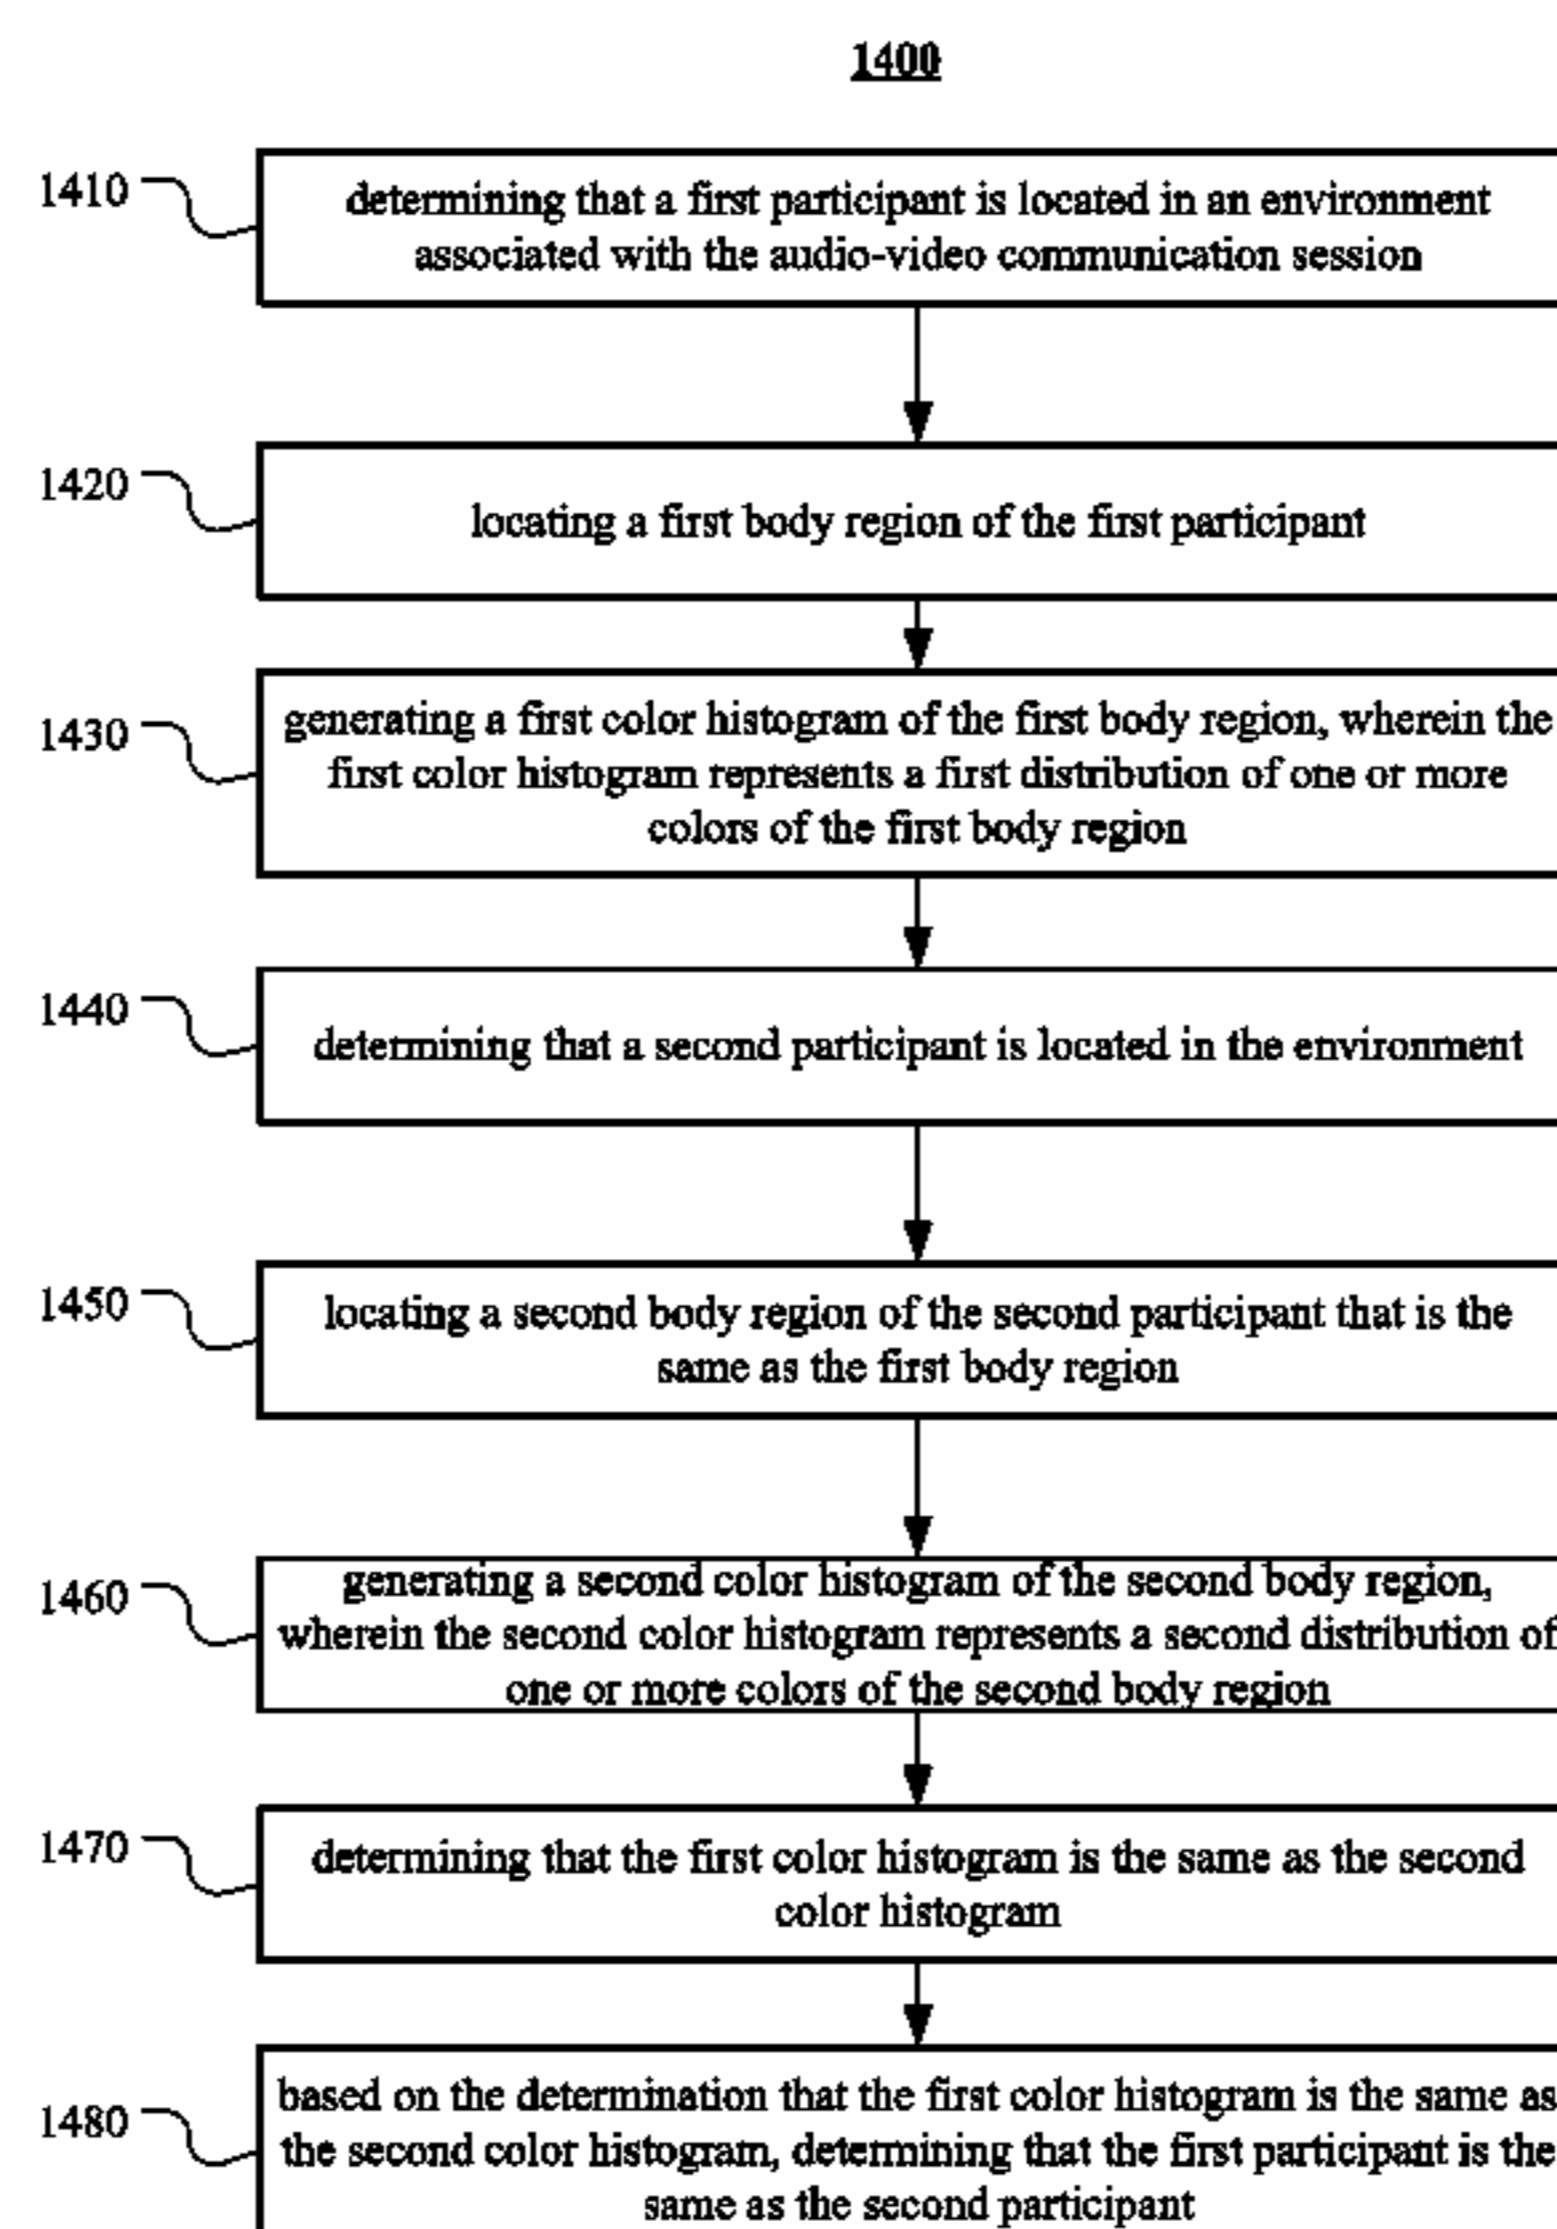 1400
1410
determining that a first participant is located in an environment
associated with the audio-video communication session
1420
locating a first body region of the first participant
1430
generating a first color histogram of the first body region, wherein the
first color histogram represents a first distribution of one or more
colors of the first body region
1440
determining that a second participant is located in the environment
1450
locating a second body region of the second participant that is the
same as the first body region
1460
generating a second color histogram of the second body region,
wherein the second color histogram represents a second distribution of
one or more colors of the second body region
1470
determining that the first color histogram is the same as the second
color histogram
1480
based on the determination that the first color histogram is the same as
the second color histogram, determining that the first participant is the
same as the second participant